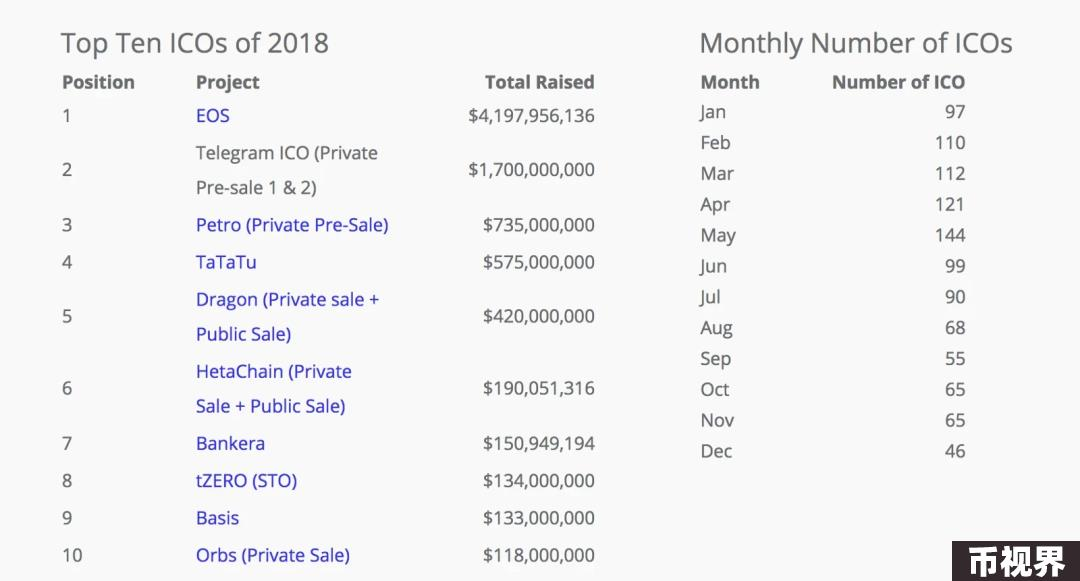 Top Ten ICOs of 2018
Position Project Total Raised
1 EOS $4,197,956,136
2 Telegram ICO (Private
Pre-sale 1 & 2) $1,700,000,000
3 Petro (Private Pre-Sale) $735,000,000
4 TaTaTu $575,000,000
5 Dragon (Private sale +
Public Sale) $420,000,000
6 HetaChain (Private
Sale + Public Sale) $190,051,316
7 Bankera $150,949,194
8 tZERO (STO) $134,000,000
9 Basis $133,000,000
10 Orbs (Private Sale) $118,000,000
Monthly Number of ICOs
Month Number of ICO
Jan 97
Feb 110
Mar 112
Apr 121
May 144
Jun 99
Jul 90
Aug 68
Sep 55
Oct 65
Nov 65
Dec 46
币视界